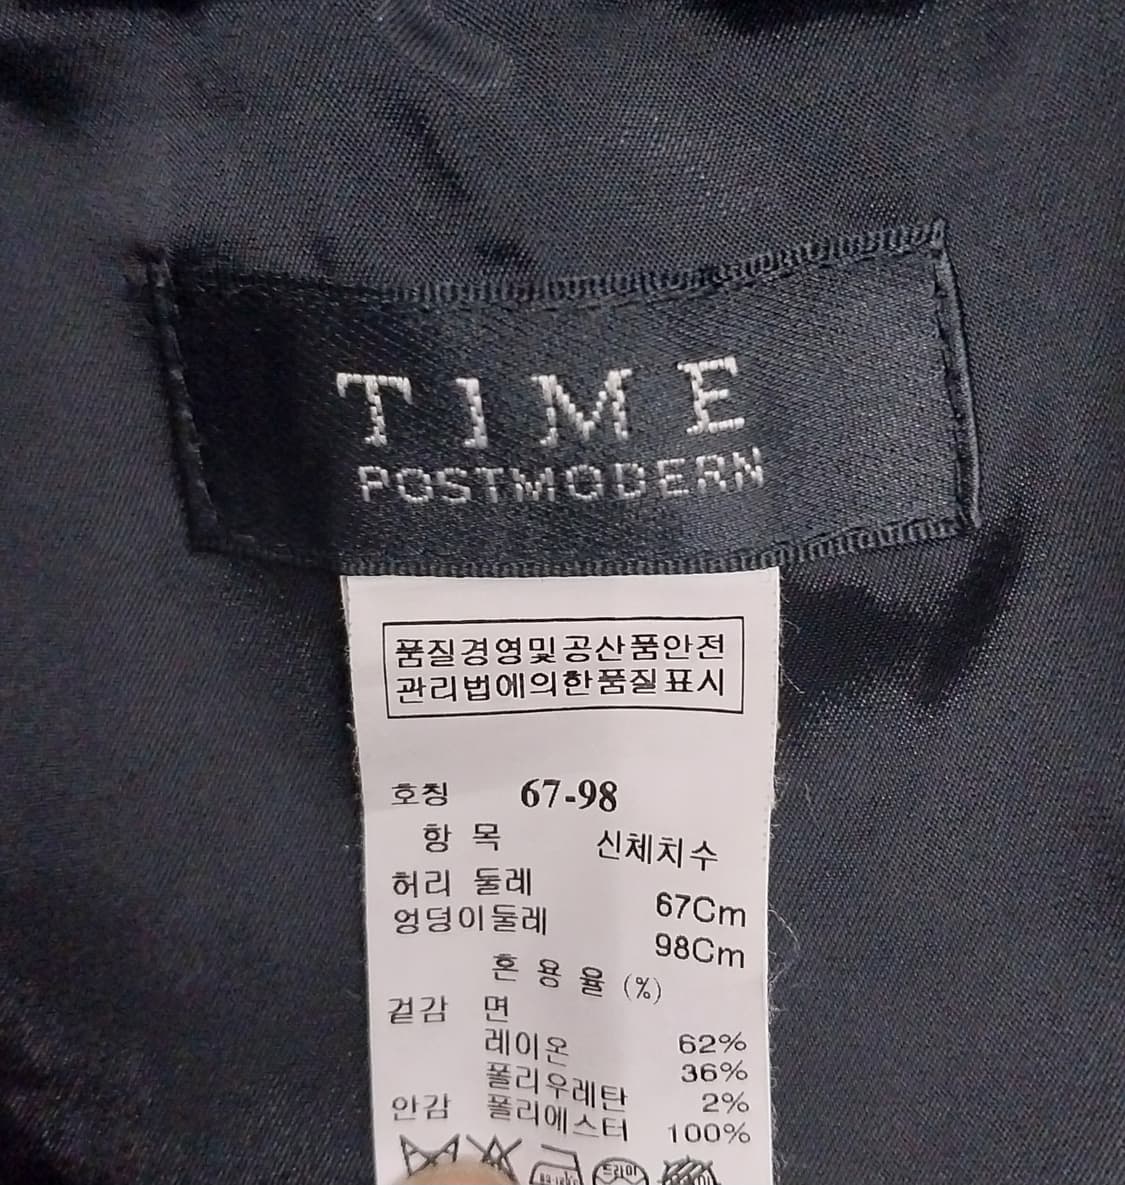 TIME
POSTMODERN
품질경영및공산품안전
관리법에의한품질표시
호칭 67-98
항 목 신체치수
허리 둘레 67Cm
엉덩이둘레 98Cm
혼 용 율 (%)
겉감 면 62%
레이온 36%
폴리우레탄 2%
안감 폴리에스터 100%
드라이